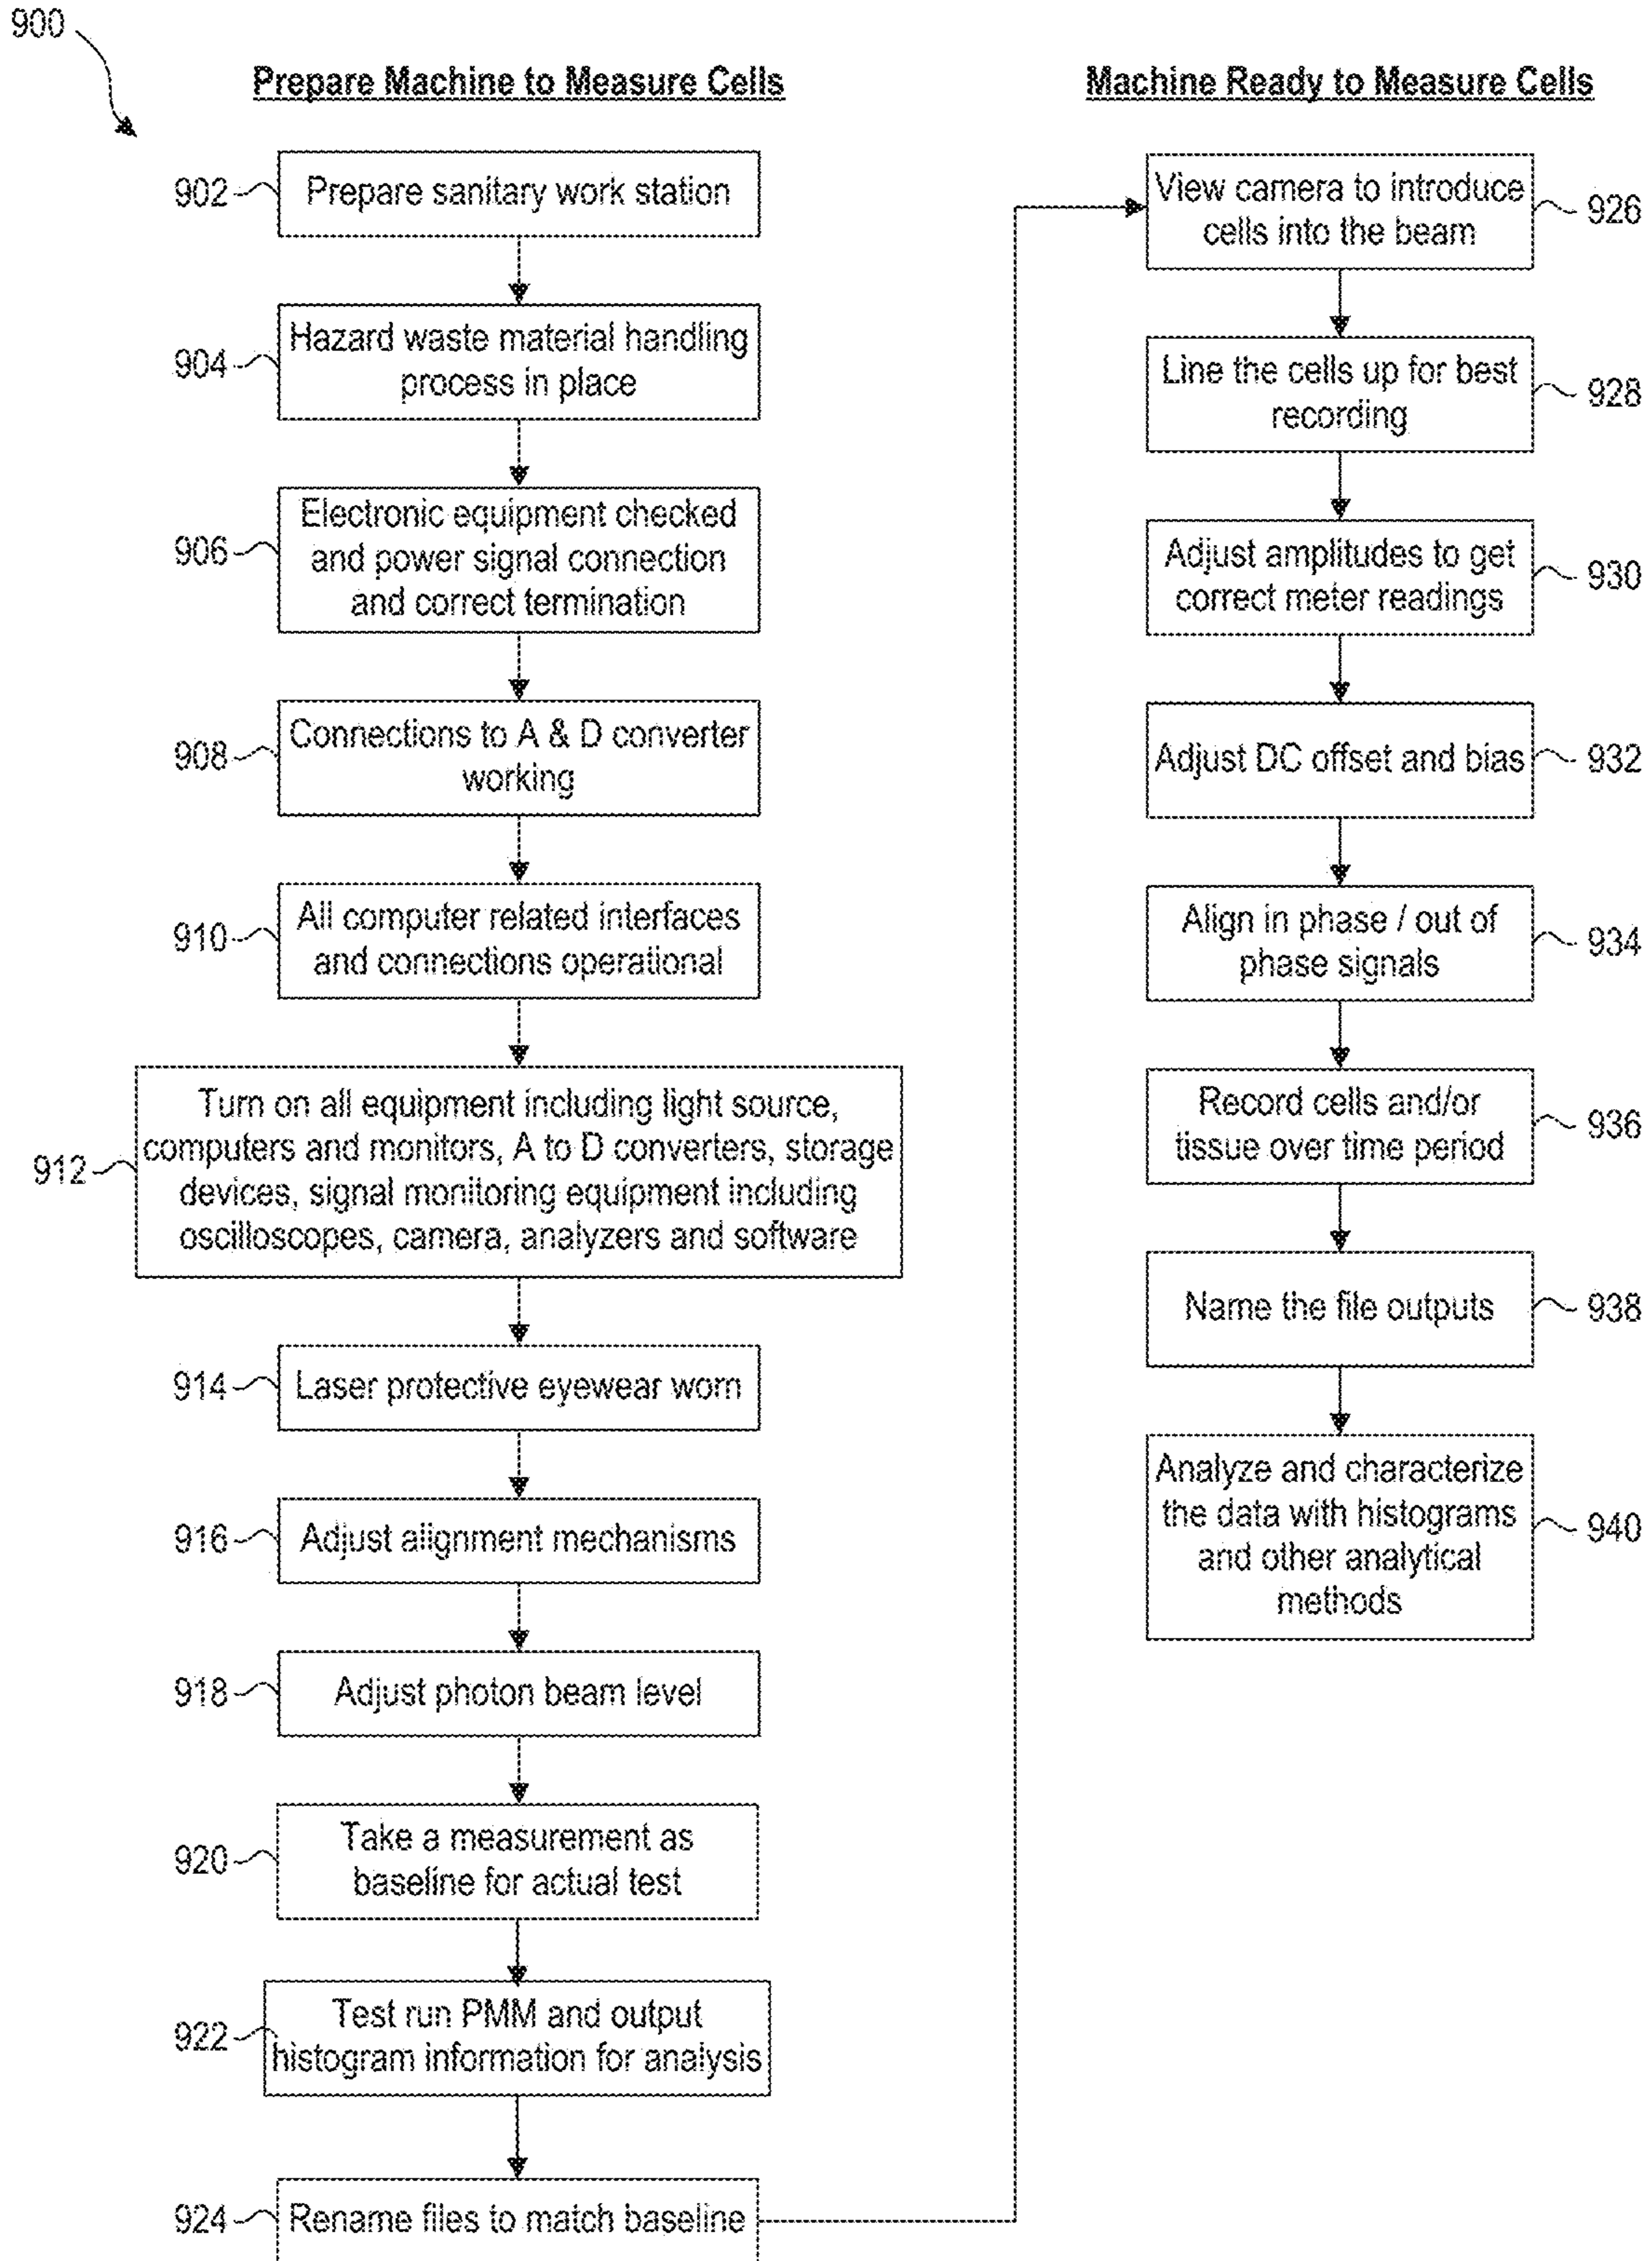 900
Prepare Machine to Measure Cells
902
Prepare sanitary work station
904
Hazard waste material handling
process in place
906
Electronic equipment checked
and power signal connection
and correct termination
908
Connections to A & D converter
working
910
All computer related interfaces
and connections operational
912
Turn on all equipment including light source,
computers and monitors, A to D converters, storage
devices, signal monitoring equipment including
oscilloscopes, camera, analyzers and software
914
Laser protective eyewear worn
916
Adjust alignment mechanisms
918
Adjust photon beam level
920
Take a measurement as
baseline for actual test
922
Test run PMM and output
histogram information for analysis
924
Rename files to match baseline
Machine Ready to Measure Cells
View camera to introduce
cells into the beam
926
Line the cells up for best
recording
928
Adjust amplitudes to get
correct meter readings
930
Adjust DC offset and bias
932
Align in phase / out of
phase signals
934
Record cells and/or
tissue over time period
936
Name the file outputs
938
Analyze and characterize
the data with histograms
and other analytical
methods
940